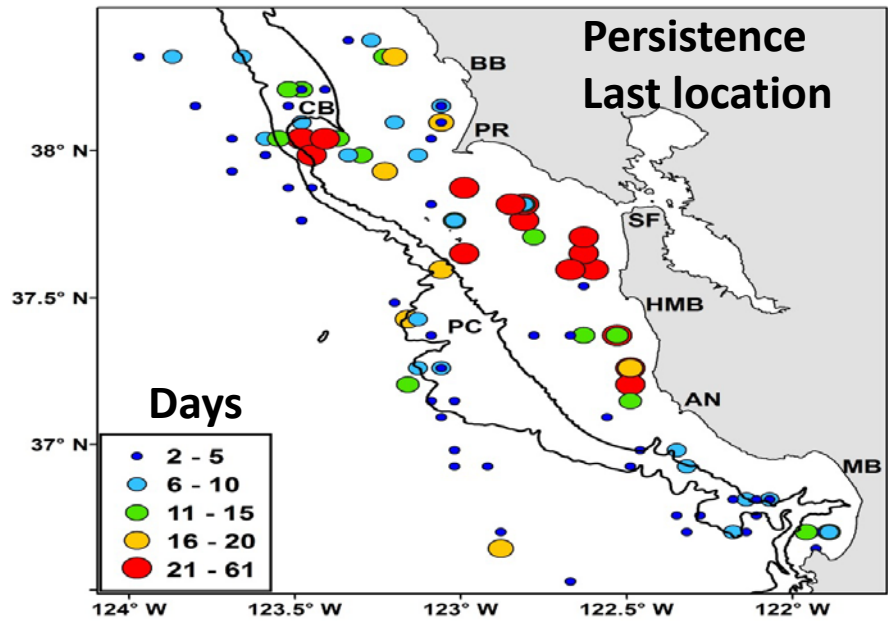 Persistence
Last location
BB
CB
PR
38° N
SF
37.5° N
HMB
PC
Days
AN
37° N
2 - 5
6 - 10
11 - 15
16 - 20
21 - 61
MB
124° W
123.5° W
123° W
122.5° W
122° W